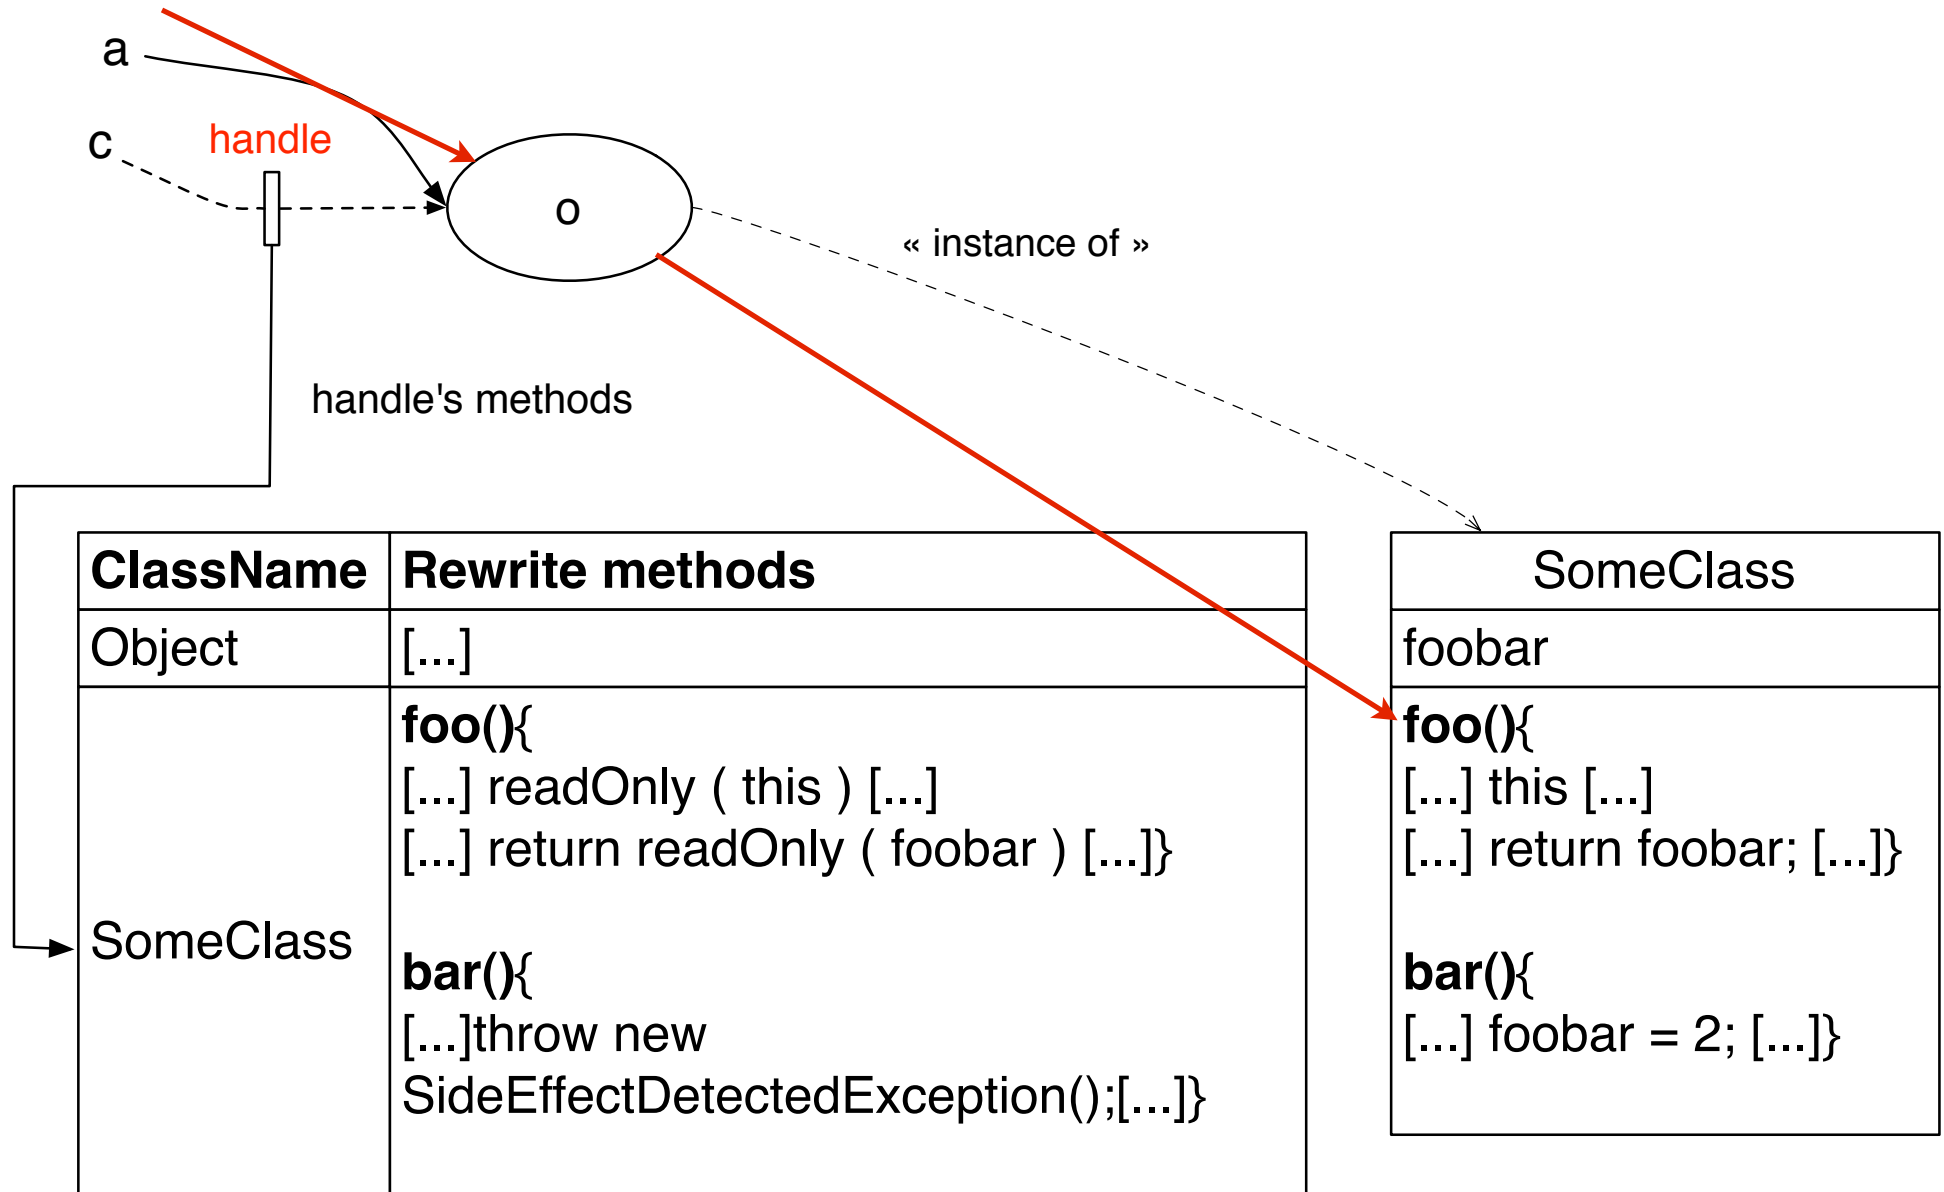 a
c
handle
o
« instance of »
handle's methods
ClassName
Rewrite methods
Object
[...]
SomeClass
foo(){
[...] readOnly ( this ) [...]
[...] return readOnly ( foobar ) [...]}
bar(){
[...]throw new
SideEffectDetectedException();[...]}
SomeClass
foobar
foo(){
[...] this [...]
[...] return foobar; [...]}
bar(){
[...] foobar = 2; [...]}